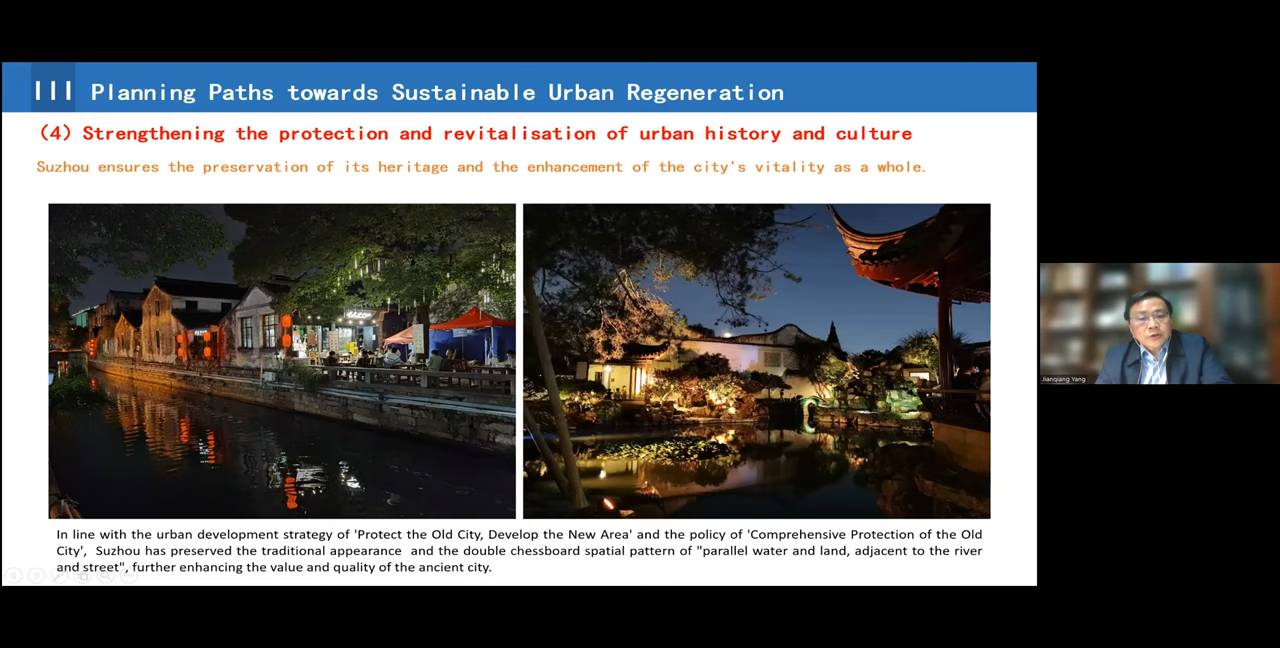 III Planning Paths towards Sustainable Urban Regeneration
（4）Strengthening the protection and revitalisation of urban history and culture
Suzhou ensures the preservation of its heritage and the enhancement of the city's vitality as a whole.
In line with the urban development strategy of 'Protect the Old City, Develop the New Area' and the policy of 'Comprehensive Protection of the Old
City', Suzhou has preserved the traditional appearance and the double chessboard spatial pattern of "parallel water and land, adjacent to the river
and street", further enhancing the value and quality of the ancient city.
Jianqiang Yang